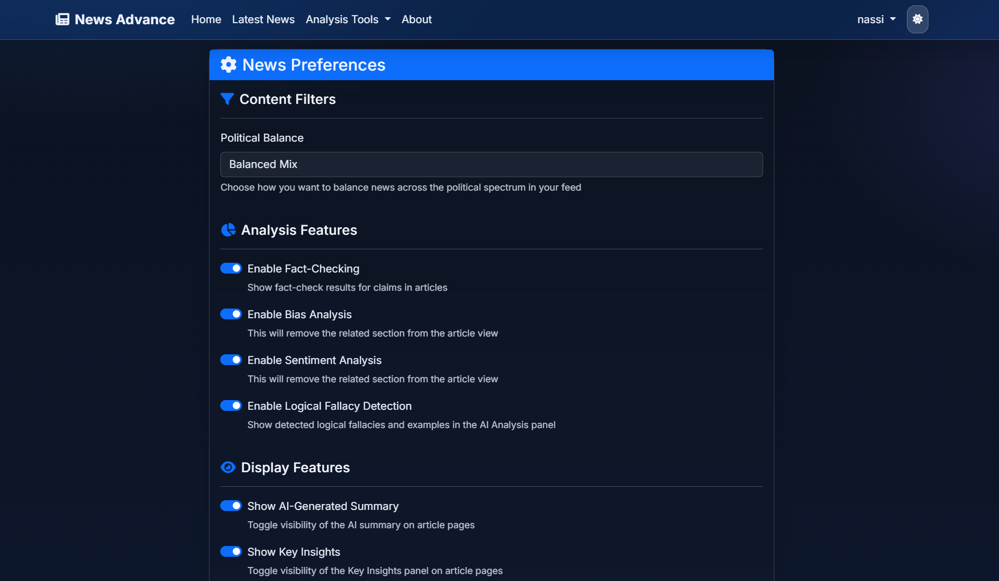 News Advance Home Latest News Analysis Tools About nassi
News Preferences
Content Filters
Political Balance
Balanced Mix
Choose how you want to balance news across the political spectrum in your feed
Analysis Features
Enable Fact-Checking
Show fact-check results for claims in articles
Enable Bias Analysis
This will remove the related section from the article view
Enable Sentiment Analysis
This will remove the related section from the article view
Enable Logical Fallacy Detection
Show detected logical fallacies and examples in the AI Analysis panel
Display Features
Show AI-Generated Summary
Toggle visibility of the AI summary on article pages
Show Key Insights
Toggle visibility of the Key Insights panel on article pages